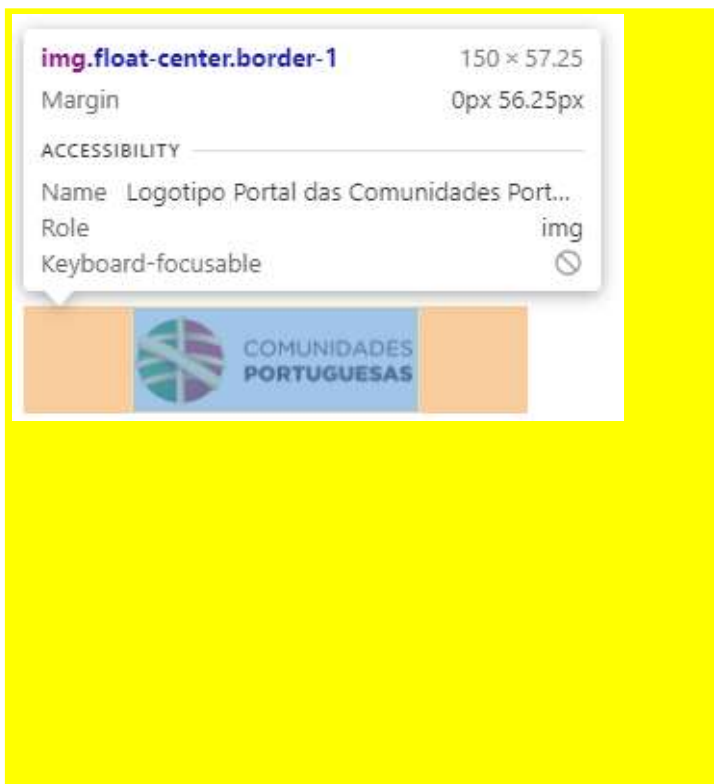 img.float-center.border-1 150 × 57.25
Margin 0px 56.25px
ACCESSIBILITY
Name Logotipo Portal das Comunidades Port...
Role img
Keyboard-focusable
COMUNIDADES
PORTUGUESAS